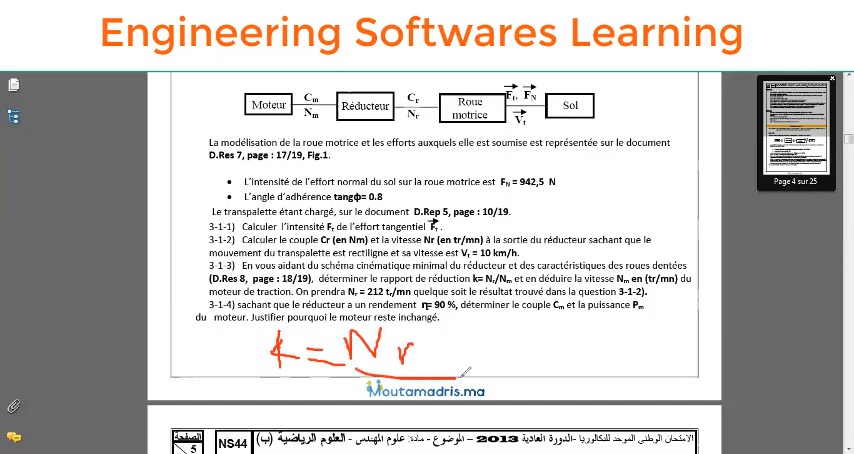 Engineering Softwares Learning
Moteur Cm Nm Réducteur Cr Nr Roue motrice Ft, FN Vt Sol
La modélisation de la roue motrice et les efforts auxquels elle est soumise est représentée sur le document
D.Res 7, page : 17/19, Fig.1.
• L'intensité de l'effort normal du sol sur la roue motrice est FN = 942,5 N
• L'angle d'adhérence tangϕ= 0.8
Le transpalette étant chargé, sur le document D.Rep 5, page : 10/19.
3-1-1) Calculer l'intensité Ft de l'effort tangentiel Ft .
3-1-2) Calculer le couple Cr (en Nm) et la vitesse Nr (en tr/mn) à la sortie du réducteur sachant que le
mouvement du transpalette est rectiligne et sa vitesse est Vt = 10 km/h.
3-1-3) En vous aidant du schéma cinématique minimal du réducteur et des caractéristiques des roues dentées
(D.Res 8, page : 18/19), déterminer le rapport de réduction k= Nr/Nm et en déduire la vitesse Nm en (tr/mn) du
moteur de traction. On prendra Nr = 212 tr/mn quelque soit le résultat trouvé dans la question 3-1-2).
3-1-4) sachant que le réducteur a un rendement η= 90 %, déterminer le couple Cm et la puissance Pm
du moteur. Justifier pourquoi le moteur reste inchangé.
k = Nr
Moutamadris.ma
الصفحة
5
NS44
الامتحان الوطني الموحد للبكالوريا -الدورة العادية 2013 – الموضوع - مادة: علوم المهندس - العلوم الرياضية (ب)
Page 4 sur 25